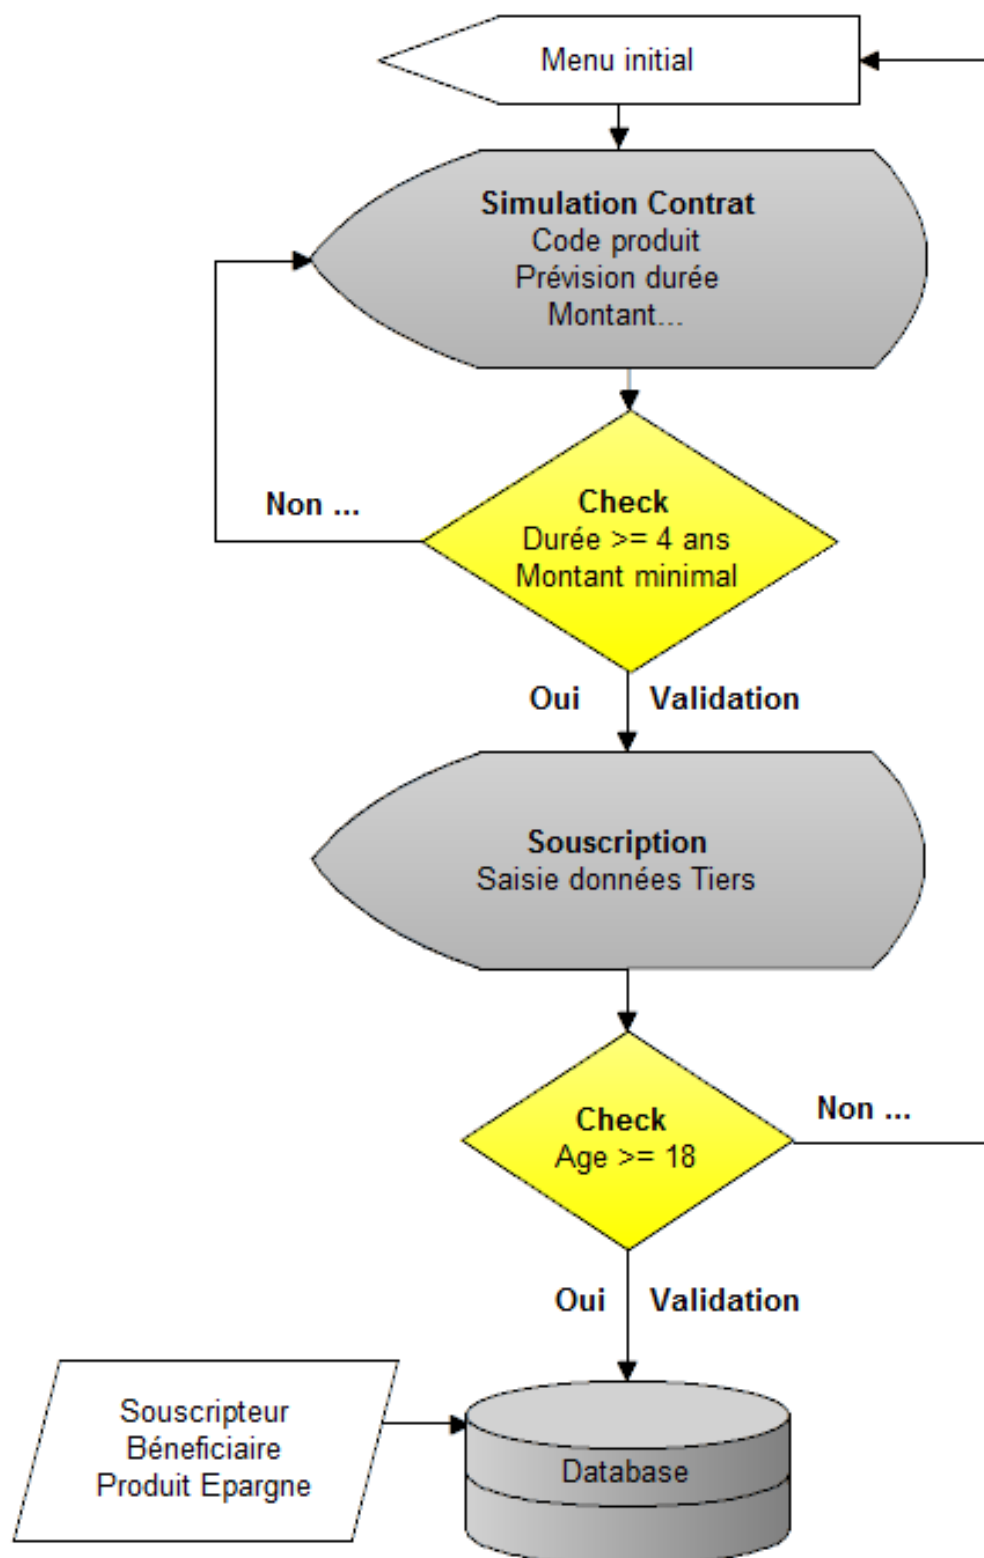 Menu initial
Simulation Contrat
Code produit
Prévision durée
Montant...
Non ...
Check
Durée >= 4 ans
Montant minimal
Oui Validation
Souscription
Saisie données Tiers
Check
Age >= 18
Non ...
Oui Validation
Souscripteur
Béneficiaire
Produit Epargne
Database